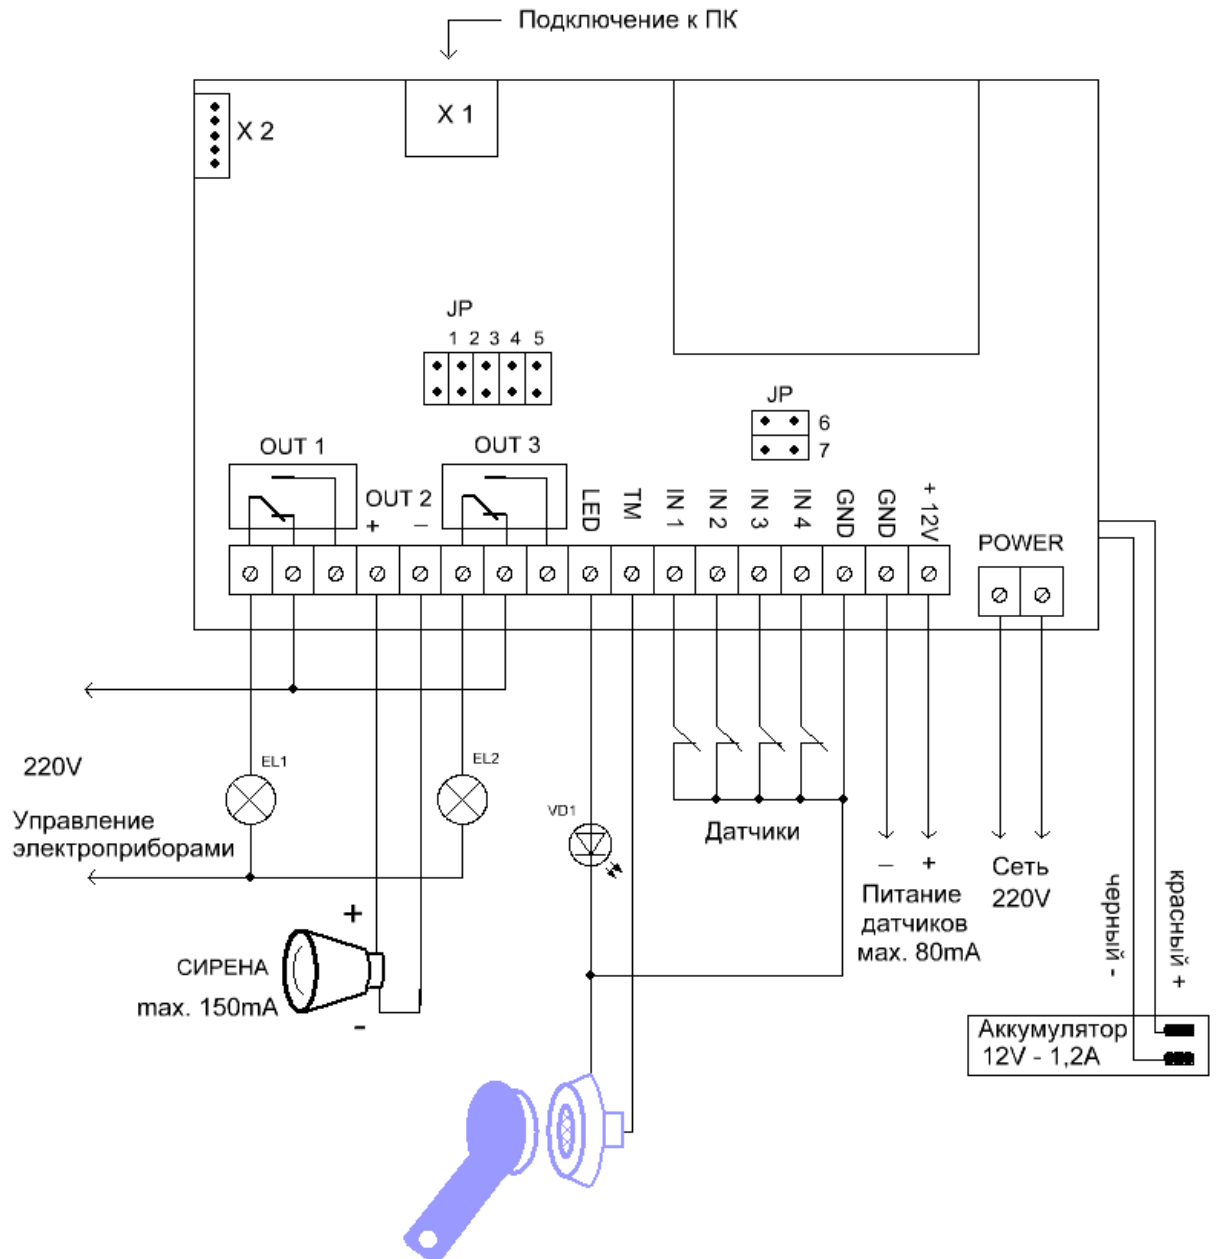 Подключение к ПК
X 1
X 2
JP
1 2 3 4 5
JP
6
7
OUT 1
OUT 2
+ –
OUT 3
LED
TM
IN 1
IN 2
IN 3
IN 4
GND
GND
+ 12V
POWER
220V
EL1
EL2
Управление
электроприборами
VD1
Датчики
– +
Питание
датчиков
мах. 80mA
Сеть
220V
черный -
красный +
+
СИРЕНА
max. 150mA
-
Аккумулятор
12V - 1,2A